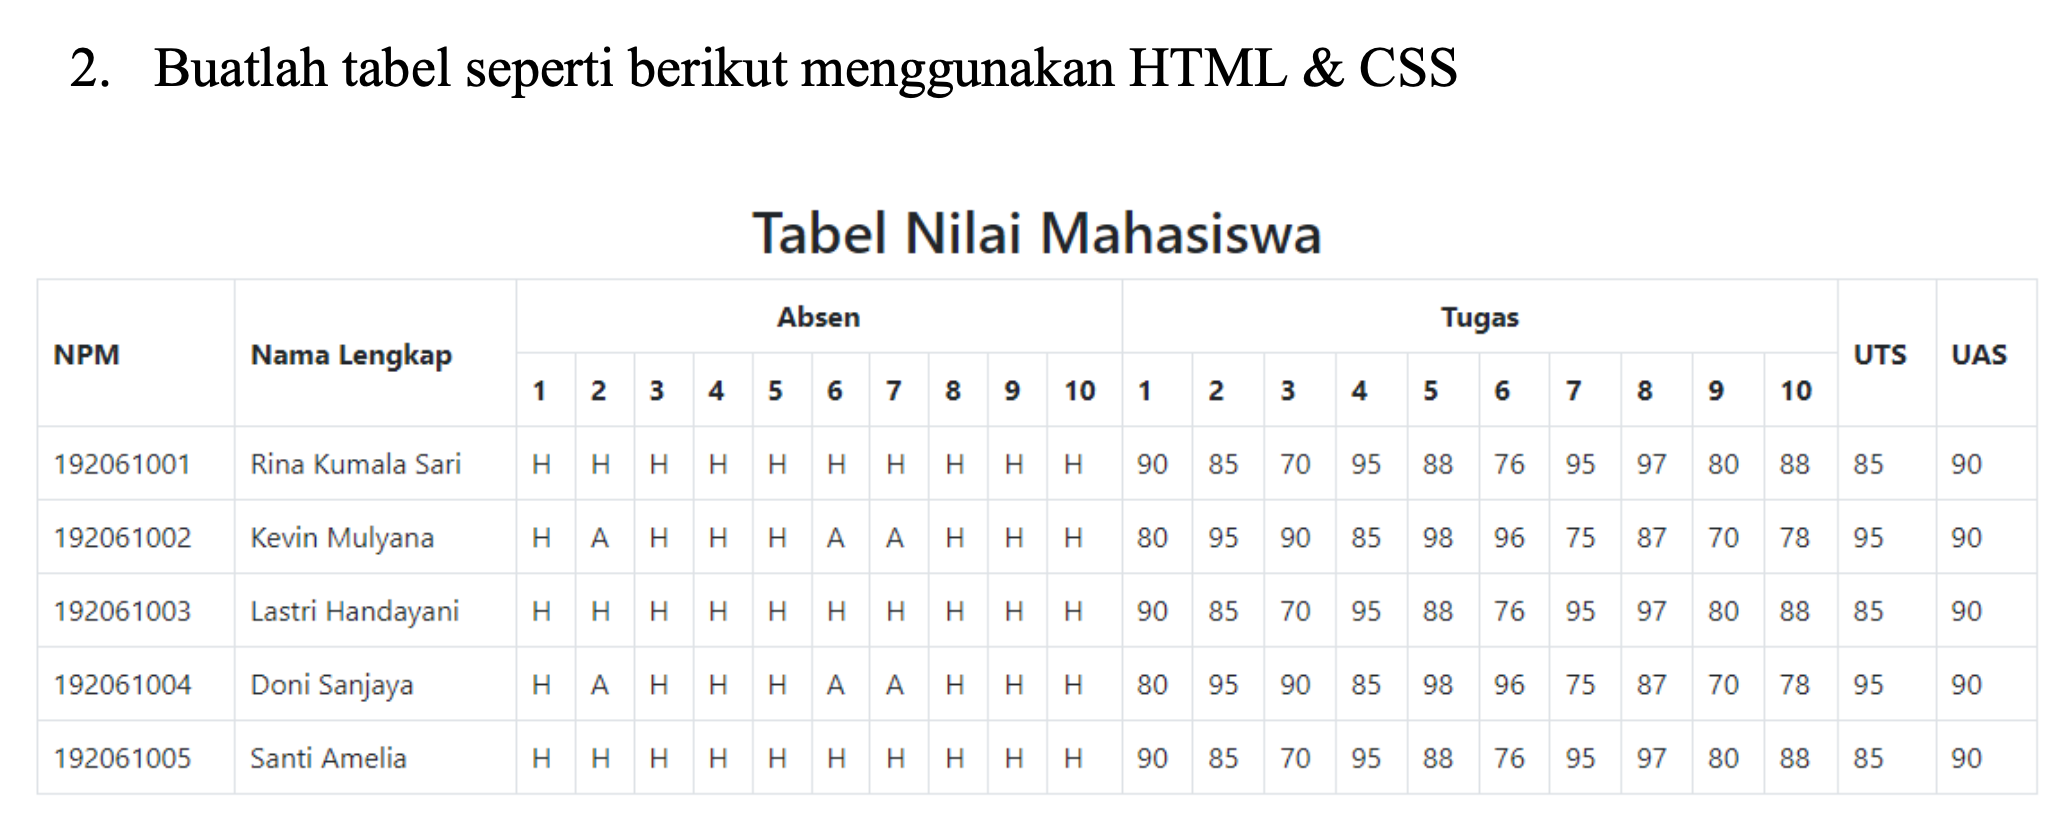 2. Buatlah tabel seperti berikut menggunakan HTML & CSS
Tabel Nilai Mahasiswa
NPM Nama Lengkap Absen Tugas UTS UAS
1 2 3 4 5 6 7 8 9 10 1 2 3 4 5 6 7 8 9 10
192061001 Rina Kumala Sari H H H H H H H H H H 90 85 70 95 88 76 95 97 80 88 85 90
192061002 Kevin Mulyana H A H H H A A H H H 80 95 90 85 98 96 75 87 70 78 95 90
192061003 Lastri Handayani H H H H H H H H H H 90 85 70 95 88 76 95 97 80 88 85 90
192061004 Doni Sanjaya H A H H H A A H H H 80 95 90 85 98 96 75 87 70 78 95 90
192061005 Santi Amelia H H H H H H H H H H 90 85 70 95 88 76 95 97 80 88 85 90